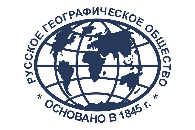 РУССКОЕ ГЕОГРАФИЧЕСКОЕ ОБЩЕСТВО
* ОСНОВАНО В 1845 г. *